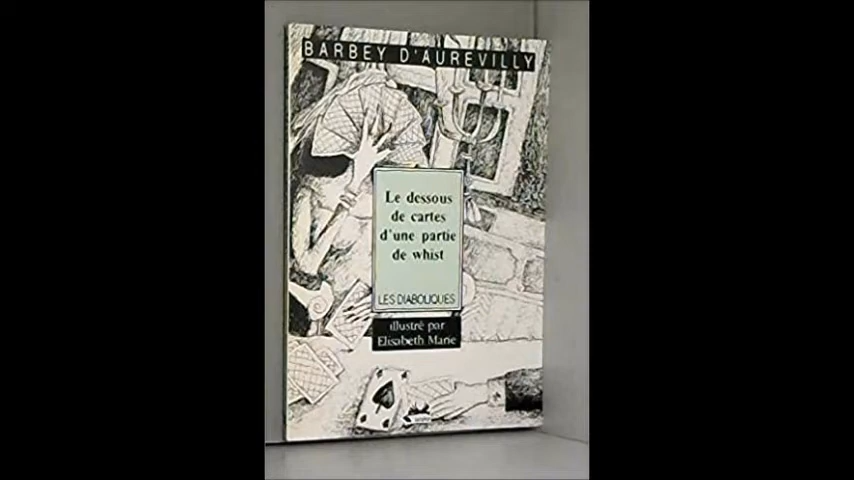 BARBEY D'AUREVILLY
Le dessous
de cartes
d'une partie
de whist
LES DIABOLIQUES
illustré par
Elisabeth Marie